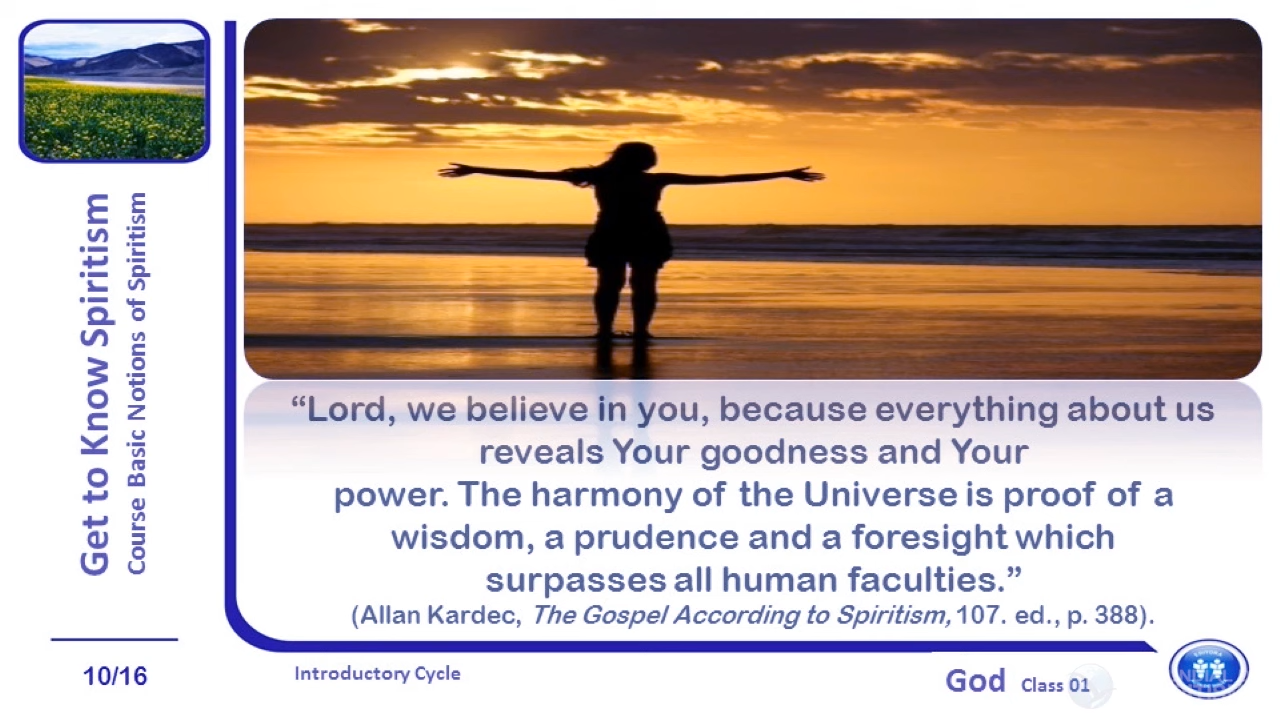 Get to Know Spiritism
Course Basic Notions of Spiritism
“Lord, we believe in you, because everything about us
reveals Your goodness and Your
power. The harmony of the Universe is proof of a
wisdom, a prudence and a foresight which
surpasses all human faculties.”
(Allan Kardec, The Gospel According to Spiritism, 107. ed., p. 388).
10/16
Introductory Cycle
God Class 01